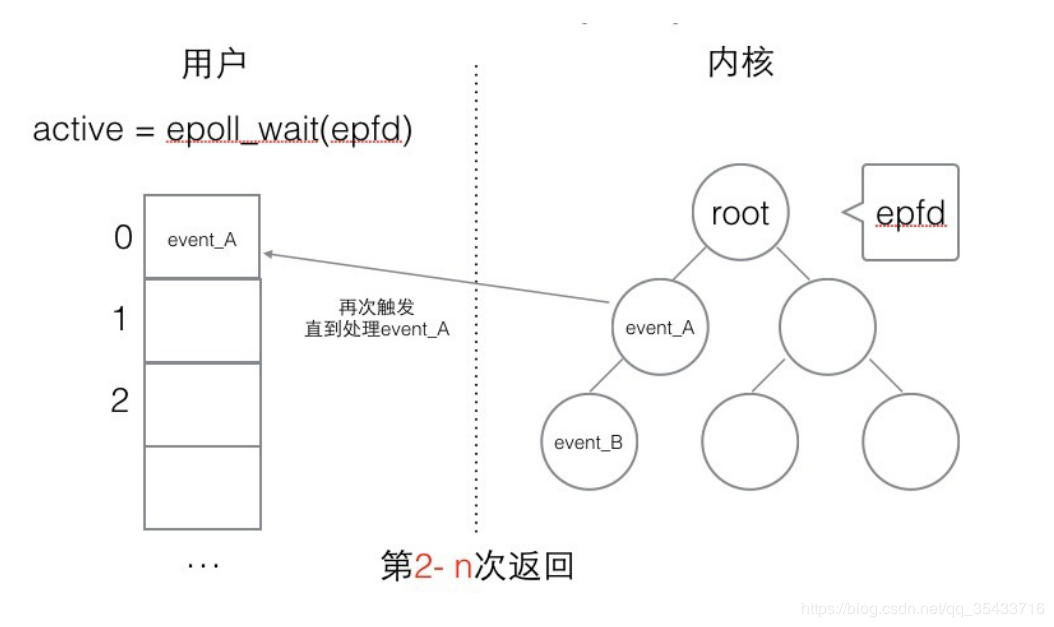 用户
内核
active = epoll_wait(epfd)
root
epfd
0
event_A
再次触发
直到处理event_A
1
event_A
2
event_B
...
第2- n次返回
https://blog.csdn.net/qq_35433716